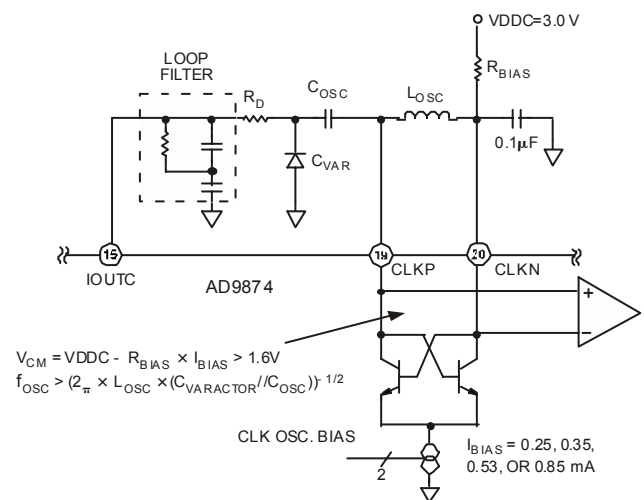 VDDC=3.0 V
LOOP
FILTER
R_D
C_OSC
L_OSC
R_BIAS
0.1μF
C_VAR
15
IOUTC
AD9874
19
CLKP
20
CLKN
+
–
V_CM = VDDC - R_BIAS × I_BIAS > 1.6V
f_OSC > (2_π × L_OSC × (C_VARACTOR//C_OSC))^-1/2
CLK OSC. BIAS
2
I_BIAS = 0.25, 0.35,
0.53, OR 0.85 mA